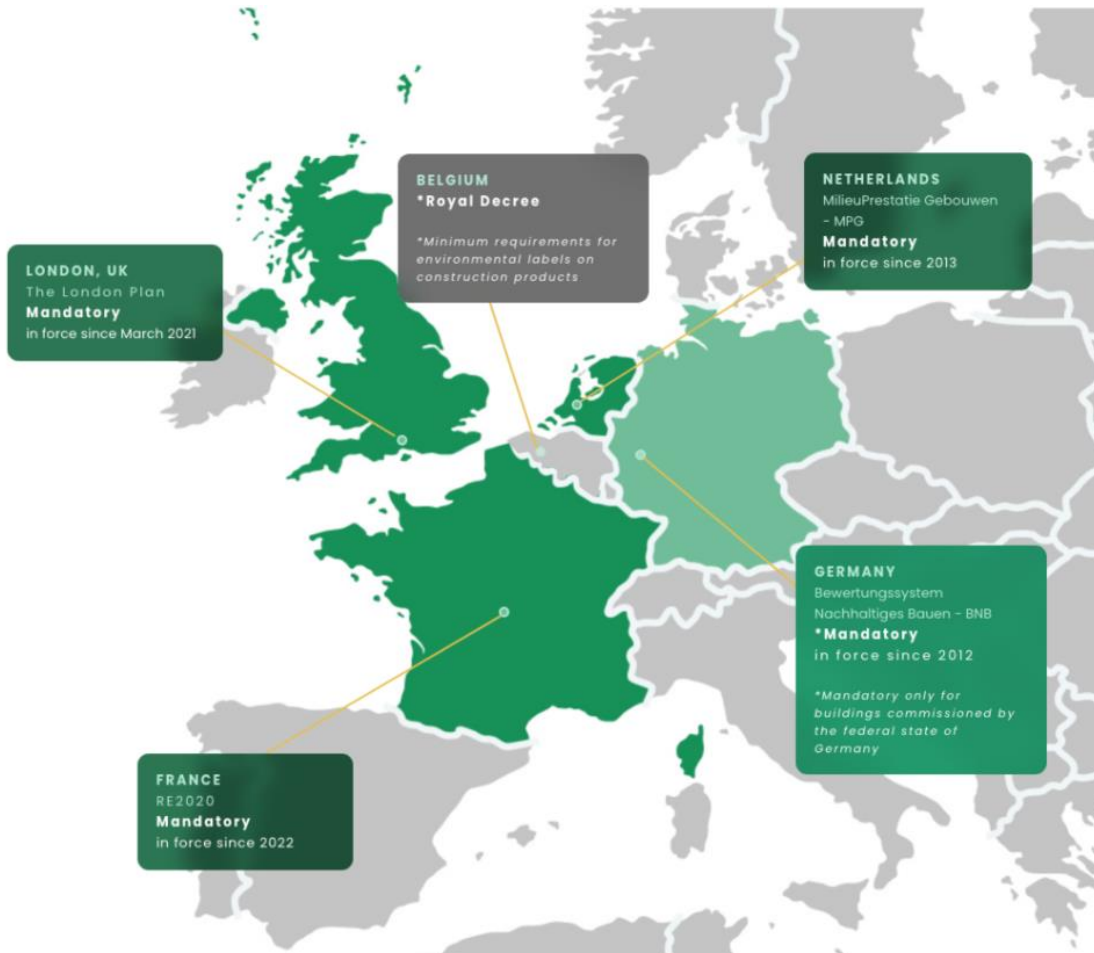 BELGIUM
*Royal Decree
*Minimum requirements for
environmental labels on
construction products
NETHERLANDS
MilieuPrestatie Gebouwen
- MPG
Mandatory
in force since 2013
LONDON, UK
The London Plan
Mandatory
in force since March 2021
GERMANY
Bewertungssystem
Nachhaltiges Bauen - BNB
*Mandatory
in force since 2012
*Mandatory only for
buildings commissioned by
the federal state of
Germany
FRANCE
RE2020
Mandatory
in force since 2022